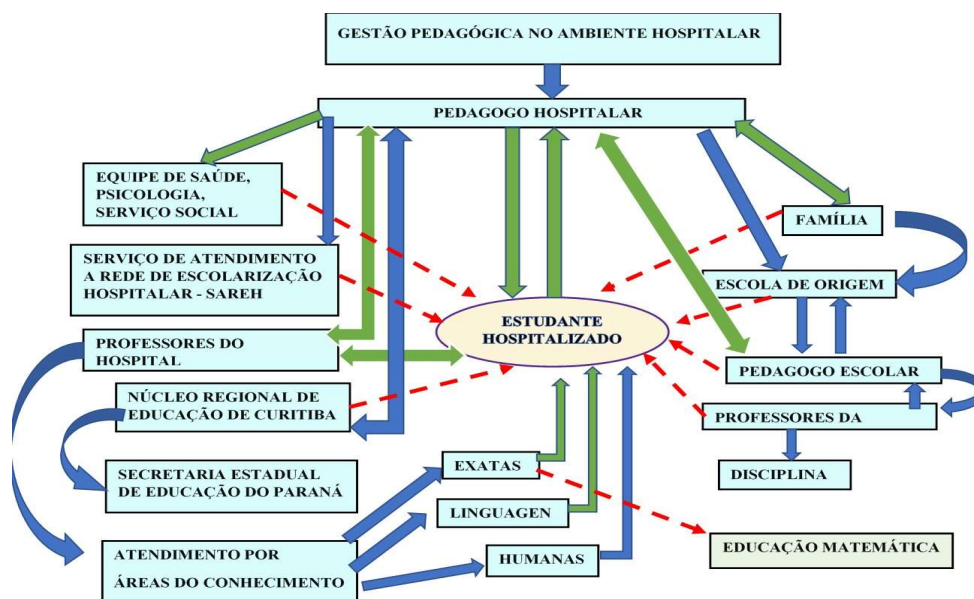 GESTÃO PEDAGÓGICA NO AMBIENTE HOSPITALAR
PEDAGOGO HOSPITALAR
EQUIPE DE SAÚDE,
PSICOLOGIA,
SERVIÇO SOCIAL
FAMÍLIA
SERVIÇO DE ATENDIMENTO
A REDE DE ESCOLARIZAÇÃO
HOSPITALAR - SAREH
ESCOLA DE ORIGEM
ESTUDANTE
HOSPITALIZADO
PROFESSORES DO
HOSPITAL
PEDAGOGO ESCOLAR
NÚCLEO REGIONAL DE
EDUCAÇÃO DE CURITIBA
PROFESSORES DA
SECRETARIA ESTADUAL
DE EDUCAÇÃO DO PARANÁ
EXATAS
DISCIPLINA
LINGUAGEN
ATENDIMENTO POR
ÁREAS DO CONHECIMENTO
HUMANAS
EDUCAÇÃO MATEMÁTICA